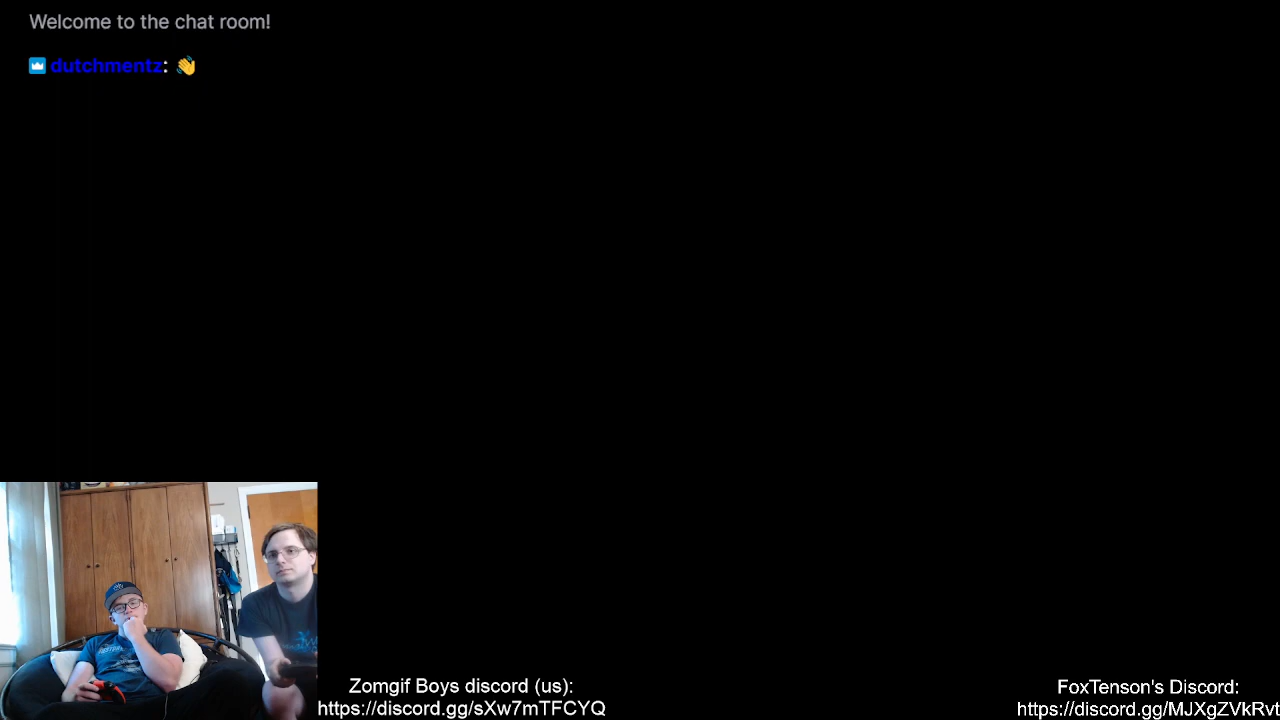 Welcome to the chat room!
dutchmentz: 👋
Zomgif Boys discord (us):
https://discord.gg/sXw7mTFCYQ
FoxTenson's Discord:
https://discord.gg/MJXgZVkRvt